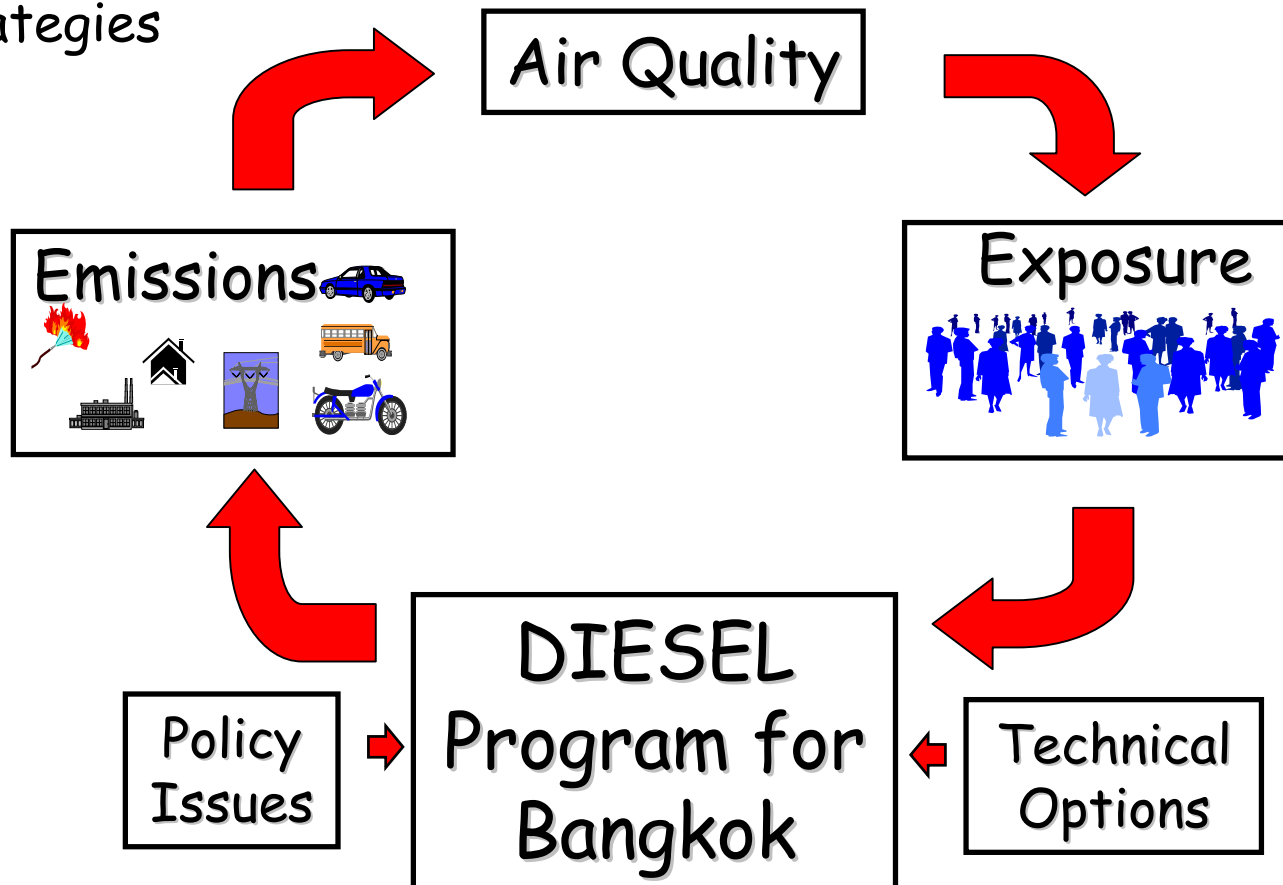 ategies
Air Quality
Emissions
Exposure
DIESEL
Program for
Bangkok
Policy
Issues
Technical
Options